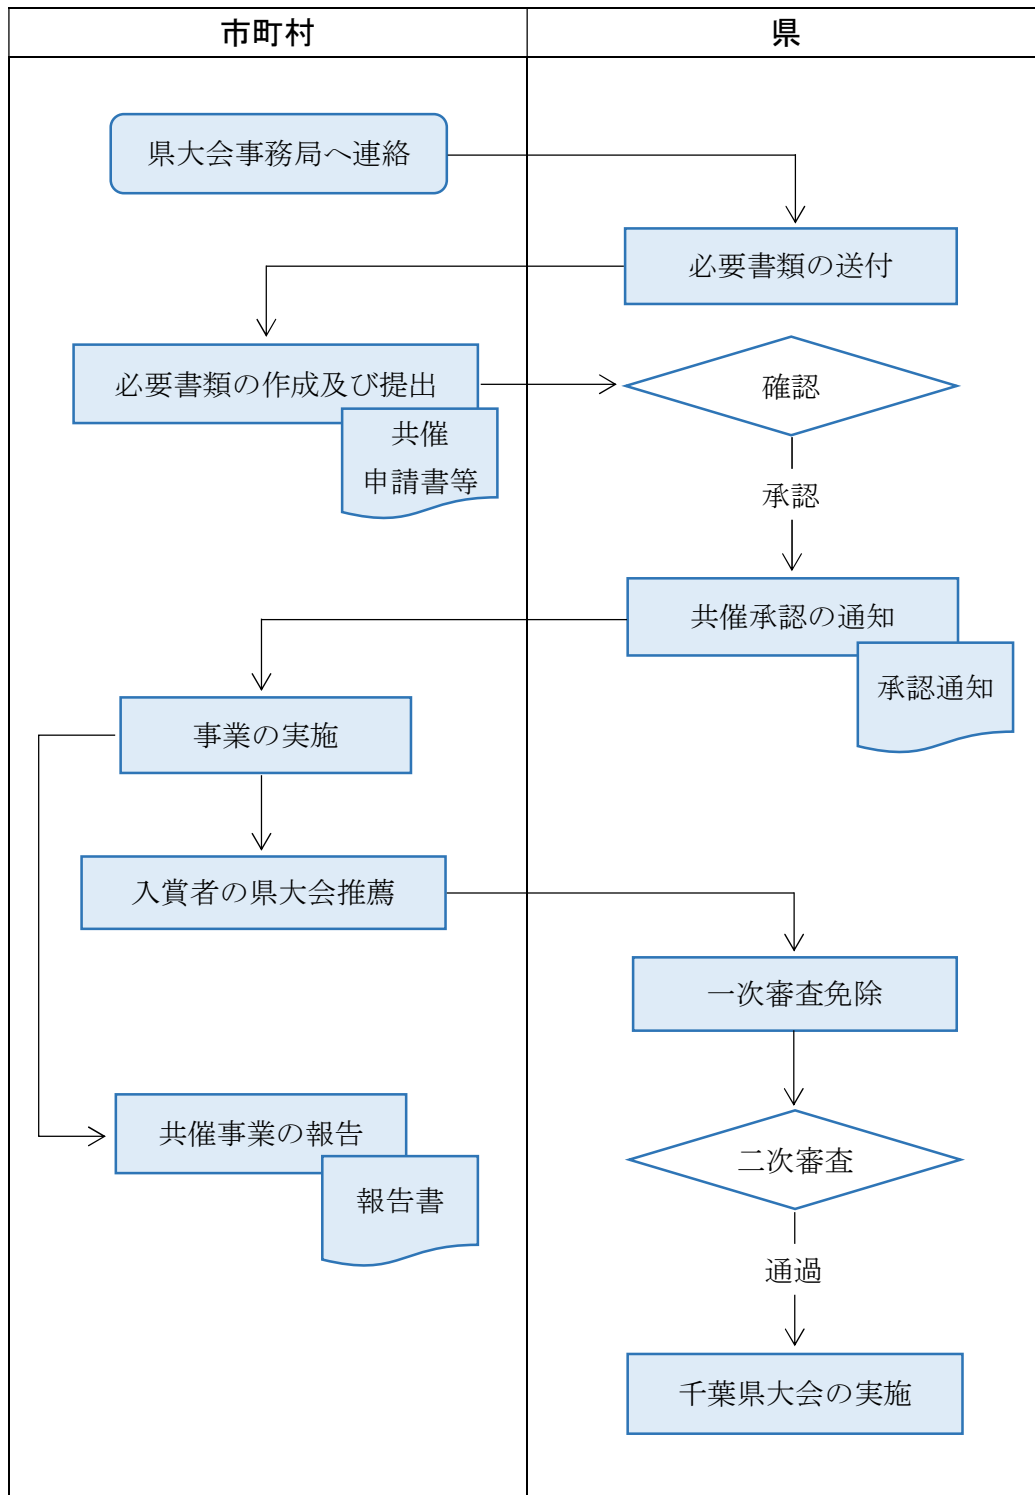 市町村
県
県大会事務局へ連絡
必要書類の送付
必要書類の作成及び提出
共催
申請書等
確認
承認
共催承認の通知
承認通知
事業の実施
入賞者の県大会推薦
一次審査免除
共催事業の報告
報告書
二次審査
通過
千葉県大会の実施